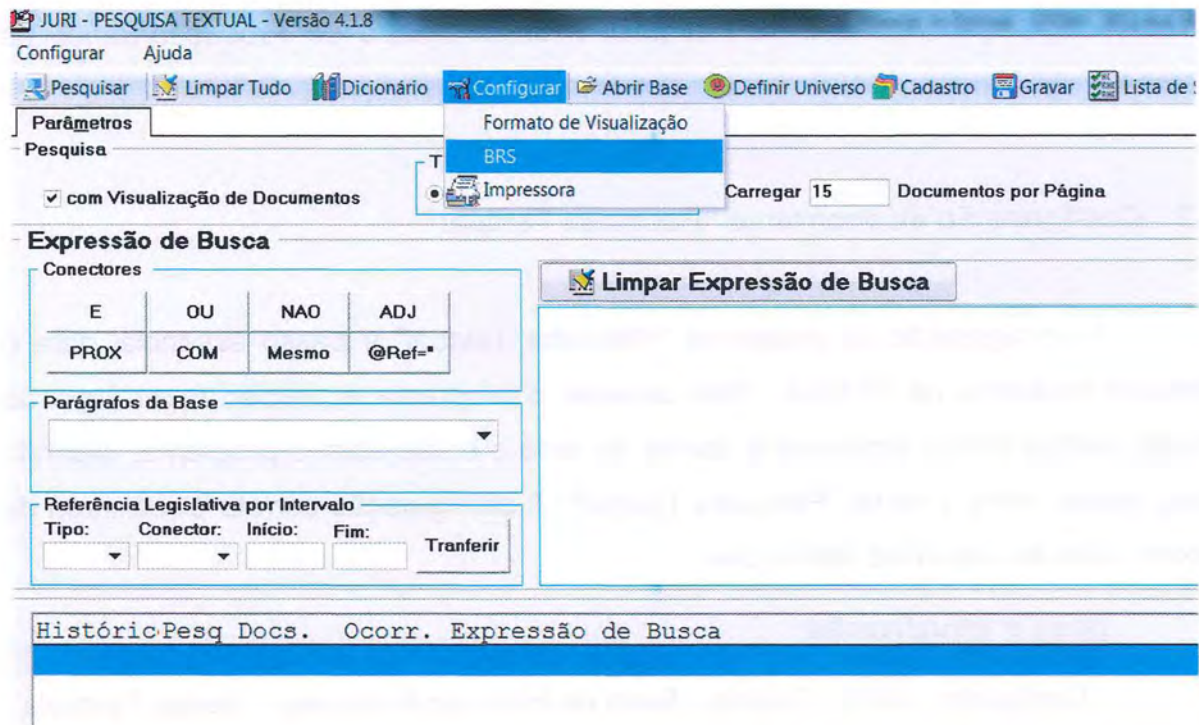 JURI - PESQUISA TEXTUAL - Versão 4.1.8
Configurar Ajuda
Pesquisar Limpar Tudo Dicionário Configurar Abrir Base Definir Universo Cadastro Gravar Lista de
Parâmetros
Formato de Visualização
BRS
Impressora
Pesquisa
com Visualização de Documentos
T
Carregar 15 Documentos por Página
Expressão de Busca
Conectores
E OU NAO ADJ
PROX COM Mesmo @Ref="
Limpar Expressão de Busca
Parágrafos da Base
Referência Legislativa por Intervalo
Tipo: Conector: Início: Fim:
Tranferir
Históric Pesq Docs. Ocorr. Expressão de Busca